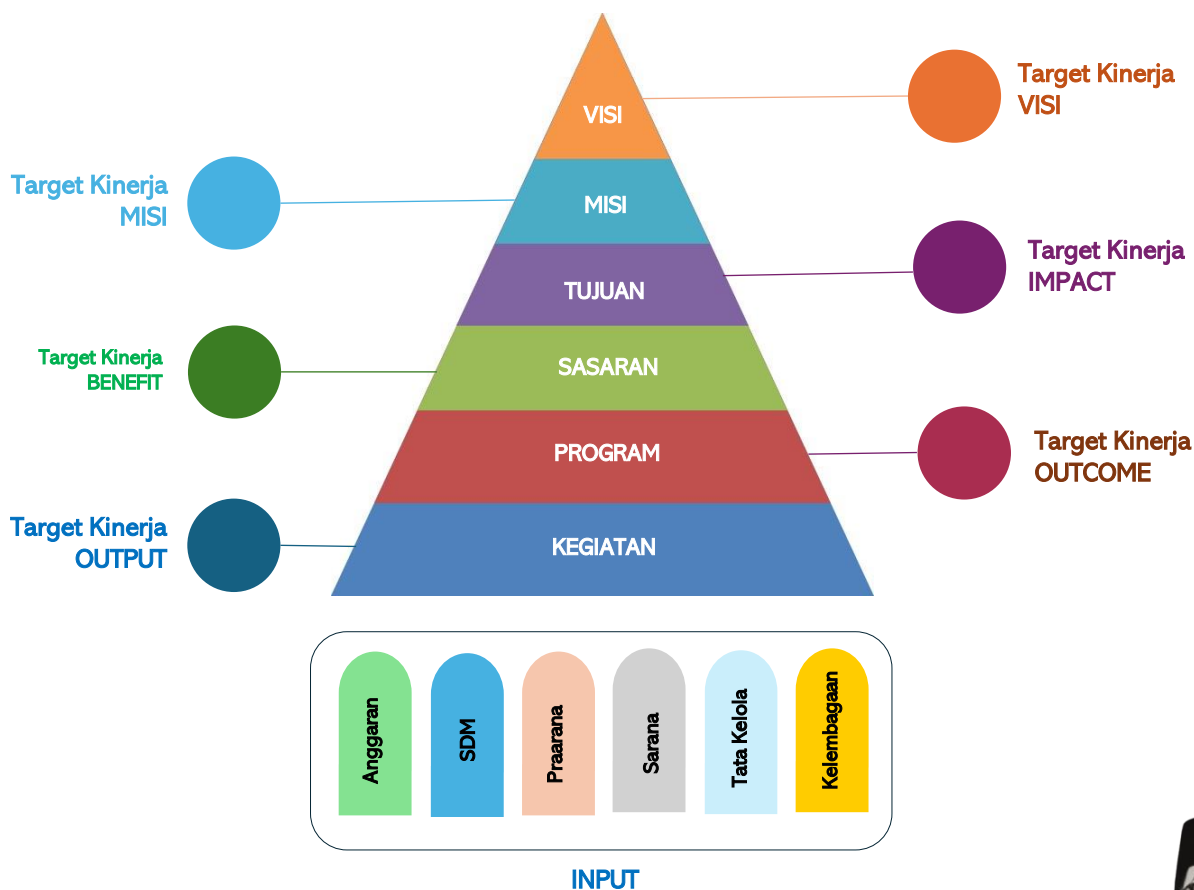 VISI
Target Kinerja
VISI
MISI
Target Kinerja
MISI
TUJUAN
Target Kinerja
IMPACT
SASARAN
Target Kinerja
BENEFIT
PROGRAM
Target Kinerja
OUTCOME
KEGIATAN
Target Kinerja
OUTPUT
Anggaran
SDM
Praarana
Sarana
Tata Kelola
Kelembagaan
INPUT